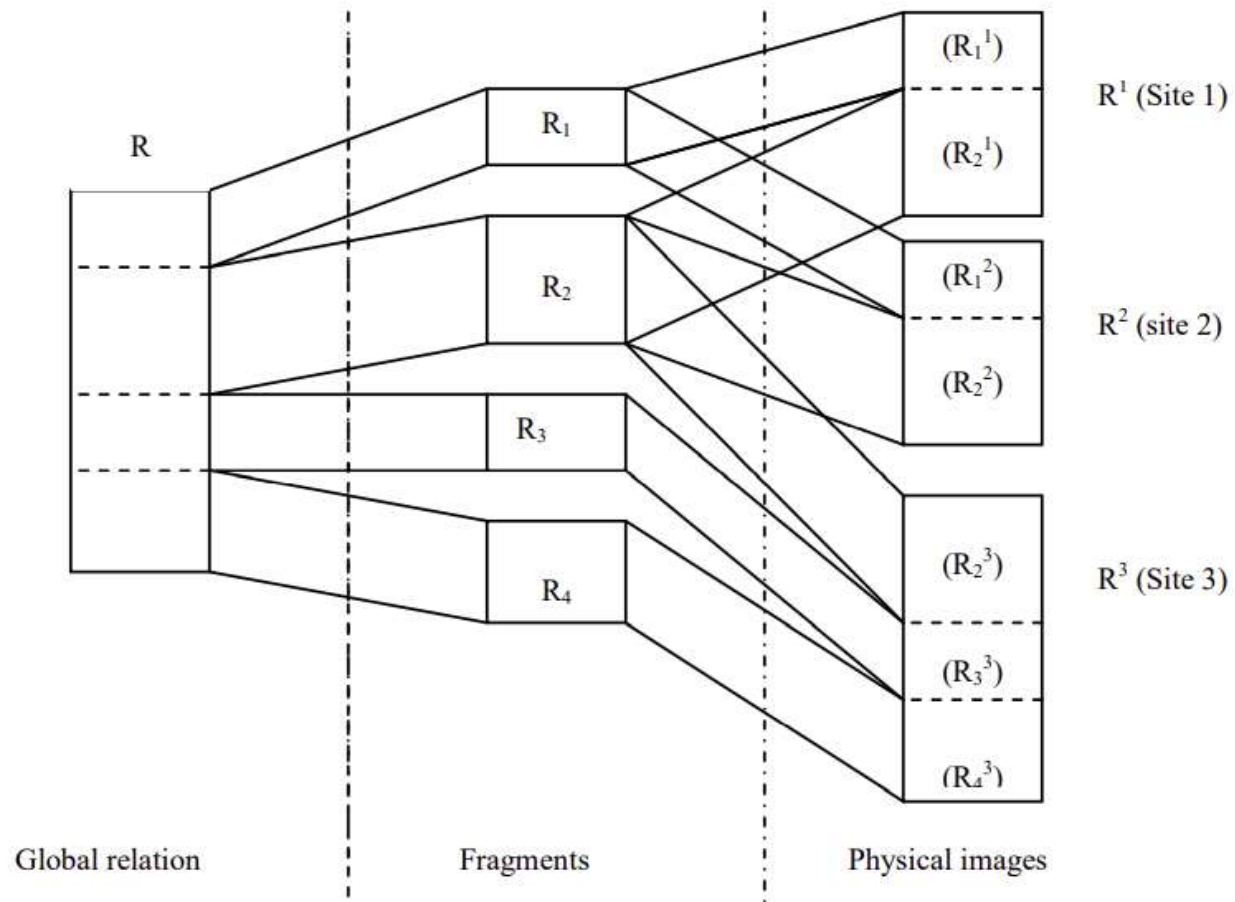 R
R₁
R₂
R₃
R₄
(R₁¹)
(R₂¹)
R¹ (Site 1)
(R₁²)
(R₂²)
R² (site 2)
(R₂³)
(R₃³)
(R₄³)
R³ (Site 3)
Global relation
Fragments
Physical images